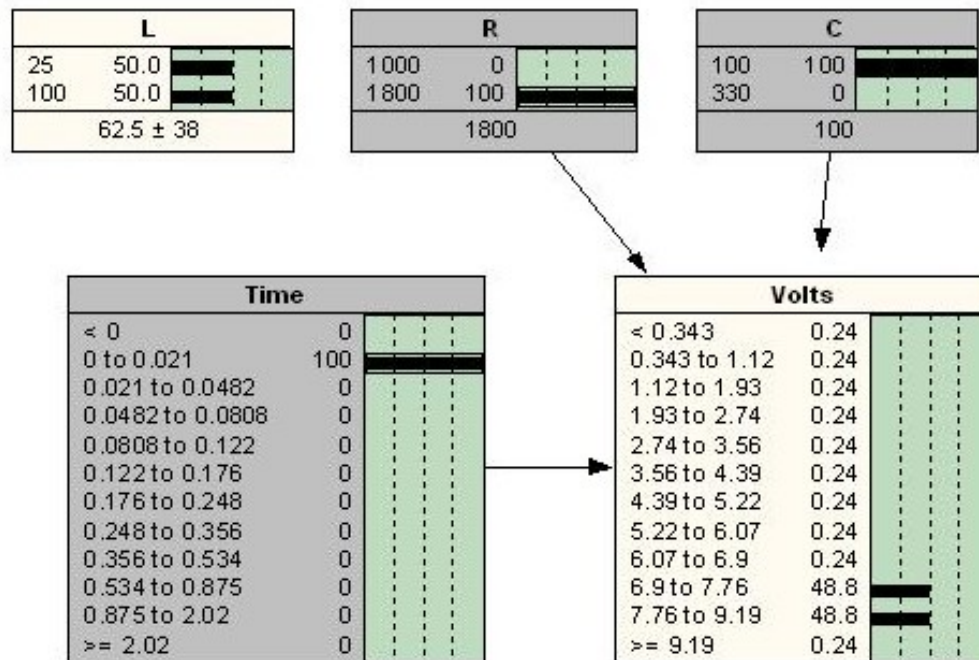 L
25 50.0
100 50.0
62.5 ± 38
R
1000 0
1800 100
1800
C
100 100
330 0
100
Time
< 0 0
0 to 0.021 100
0.021 to 0.0482 0
0.0482 to 0.0808 0
0.0808 to 0.122 0
0.122 to 0.176 0
0.176 to 0.248 0
0.248 to 0.356 0
0.356 to 0.534 0
0.534 to 0.875 0
0.875 to 2.02 0
>= 2.02 0
Volts
< 0.343 0.24
0.343 to 1.12 0.24
1.12 to 1.93 0.24
1.93 to 2.74 0.24
2.74 to 3.56 0.24
3.56 to 4.39 0.24
4.39 to 5.22 0.24
5.22 to 6.07 0.24
6.07 to 6.9 0.24
6.9 to 7.76 48.8
7.76 to 9.19 48.8
>= 9.19 0.24